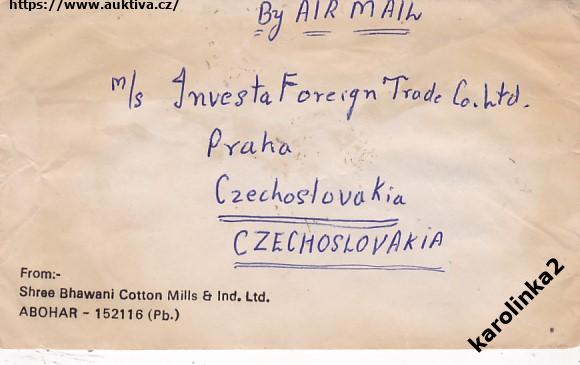 https://www.auktiva.cz/
By AIR MAIL
M/s Investa Foreign Trade Co. Ltd.
Praha
Czechoslovakia
CZECHOSLOVAKIA
From:-
Shree Bhawani Cotton Mills & Ind. Ltd.
ABOHAR - 152116 (Pb.)
karolinka2